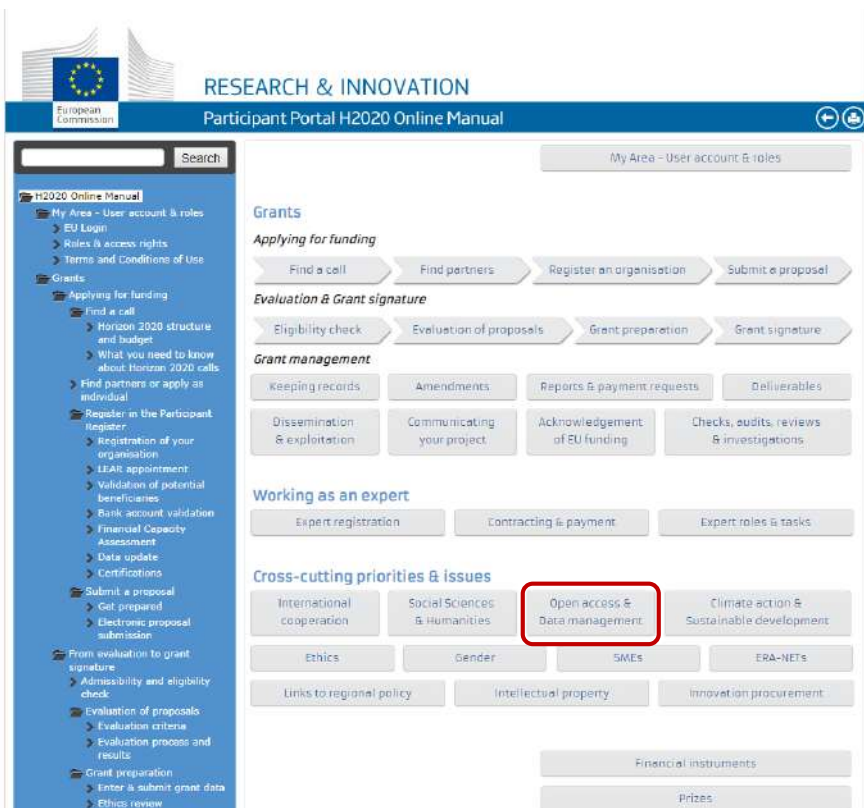 European
Commission
RESEARCH & INNOVATION
Participant Portal H2020 Online Manual
Search
H2020 Online Manual
My Area - User account & roles
EU Login
Roles & access rights
Terms and Conditions of Use
Grants
Applying for funding
Find a call
Horizon 2020 structure
and budget
What you need to know
about Horizon 2020 calls
Find partners or apply as
individual
Register in the Participant
Register
Registration of your
organisation
LEAR appointment
Validation of potential
beneficiaries
Bank account validation
Financial Capacity
Assessment
Data update
Certifications
Submit a proposal
Get prepared
Electronic proposal
submission
From evaluation to grant
signature
Admissibility and eligibility
check
Evaluation of proposals
Evaluation criteria
Evaluation process and
results
Grant preparation
Enter & submit grant data
Ethics review
My Area - User account & roles
Grants
Applying for funding
Find a call
Find partners
Register an organisation
Submit a proposal
Evaluation & Grant signature
Eligibility check
Evaluation of proposals
Grant preparation
Grant signature
Grant management
Keeping records
Amendments
Reports & payment requests
Deliverables
Dissemination
& exploitation
Communicating
your project
Acknowledgement
of EU funding
Checks, audits, reviews
& investigations
Working as an expert
Expert registration
Contracting & payment
Expert roles & tasks
Cross-cutting priorities & issues
International
cooperation
Social Sciences
& Humanities
Open access &
Data management
Climate action &
Sustainable development
Ethics
Gender
SMEs
ERA-NETs
Links to regional policy
Intellectual property
Innovation procurement
Financial instruments
Prizes